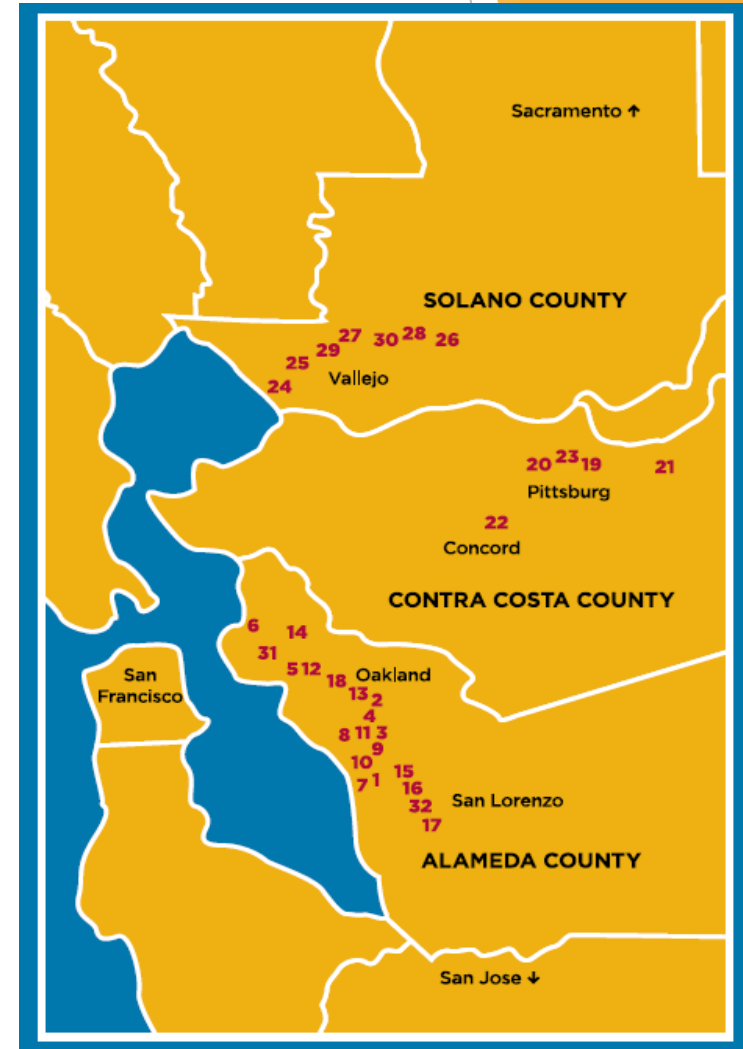 Sacramento ↑
SOLANO COUNTY
27 30 28 26
29
25
Vallejo
24
20 23 19 21
Pittsburg
22
Concord
CONTRA COSTA COUNTY
6 14
31
5 12 18 Oakland
San
Francisco
13 2
4
8 11 3
9
10 15
7 1 16
32 San Lorenzo
17
ALAMEDA COUNTY
San Jose ↓